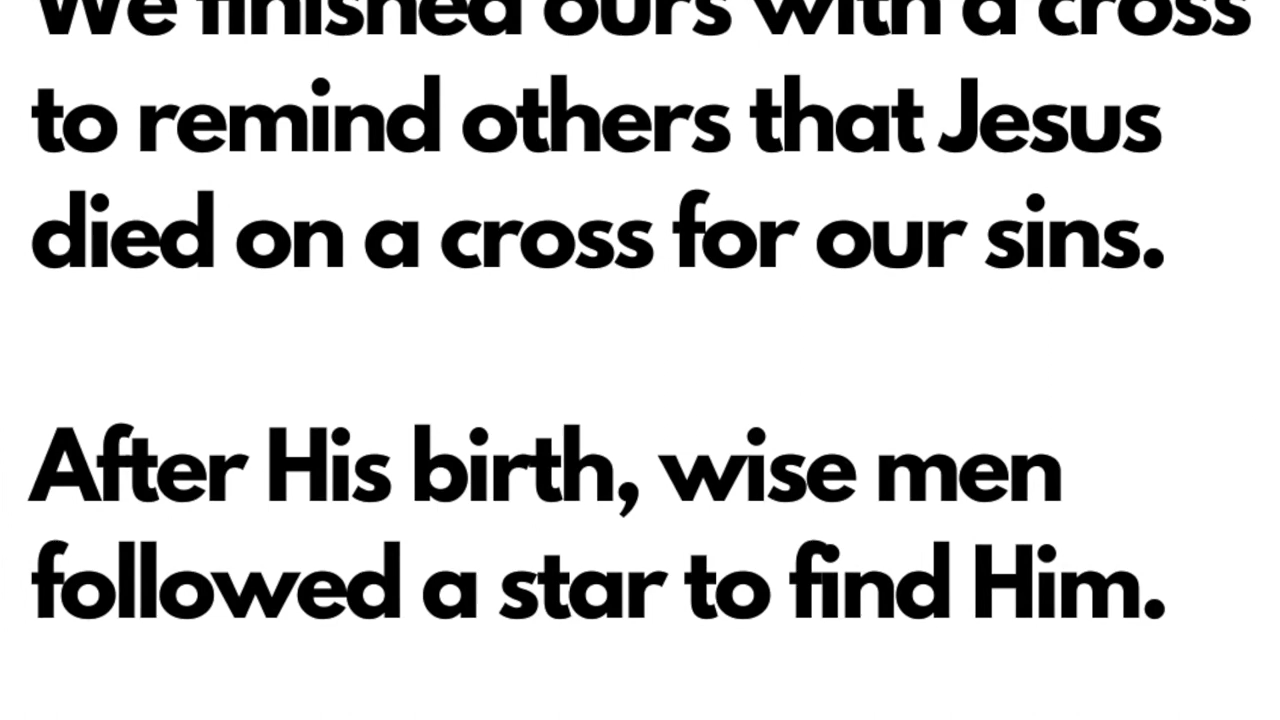 We finished ours with a cross
to remind others that Jesus
died on a cross for our sins.
After His birth, wise men
followed a star to find Him.